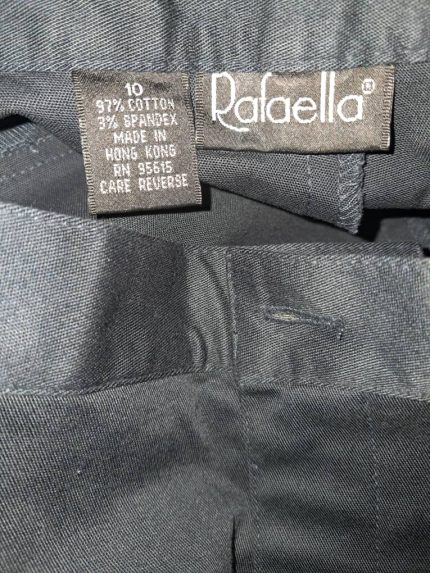 10
97% COTTON
3% SPANDEX
MADE IN
HONG KONG
RN 95615
CARE REVERSE
Rafaella®